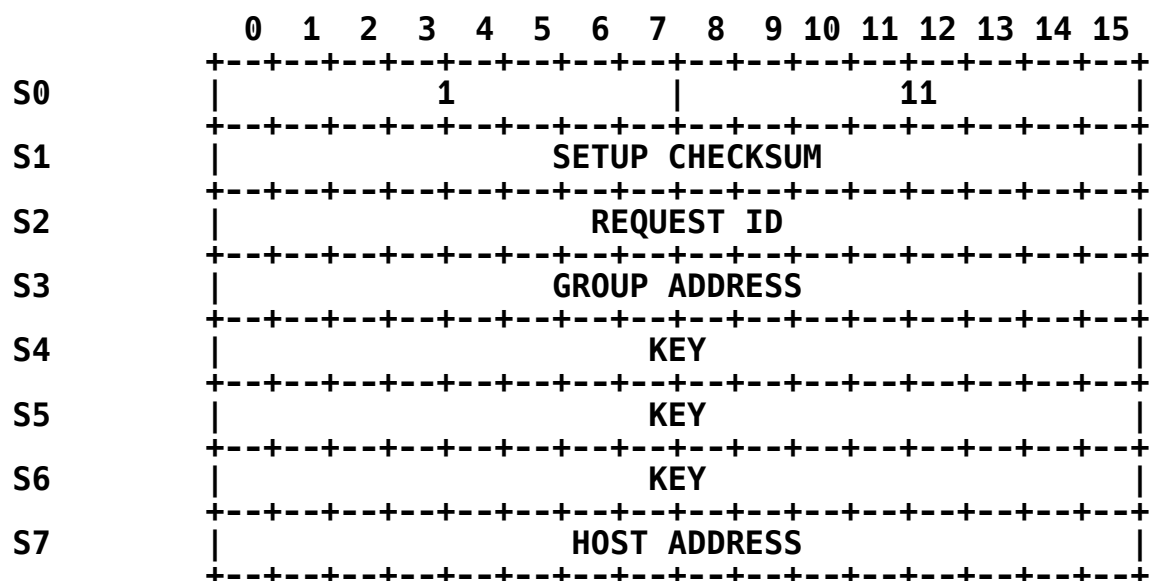 0 1 2 3 4 5 6 7 8 9 10 11 12 13 14 15
+--+--+--+--+--+--+--+--+--+--+--+--+--+--+--+--+
S0 | 1 | 11 |
+--+--+--+--+--+--+--+--+--+--+--+--+--+--+--+--+
S1 | SETUP CHECKSUM |
+--+--+--+--+--+--+--+--+--+--+--+--+--+--+--+--+
S2 | REQUEST ID |
+--+--+--+--+--+--+--+--+--+--+--+--+--+--+--+--+
S3 | GROUP ADDRESS |
+--+--+--+--+--+--+--+--+--+--+--+--+--+--+--+--+
S4 | KEY |
+--+--+--+--+--+--+--+--+--+--+--+--+--+--+--+--+
S5 | KEY |
+--+--+--+--+--+--+--+--+--+--+--+--+--+--+--+--+
S6 | KEY |
+--+--+--+--+--+--+--+--+--+--+--+--+--+--+--+--+
S7 | HOST ADDRESS |
+--+--+--+--+--+--+--+--+--+--+--+--+--+--+--+--+